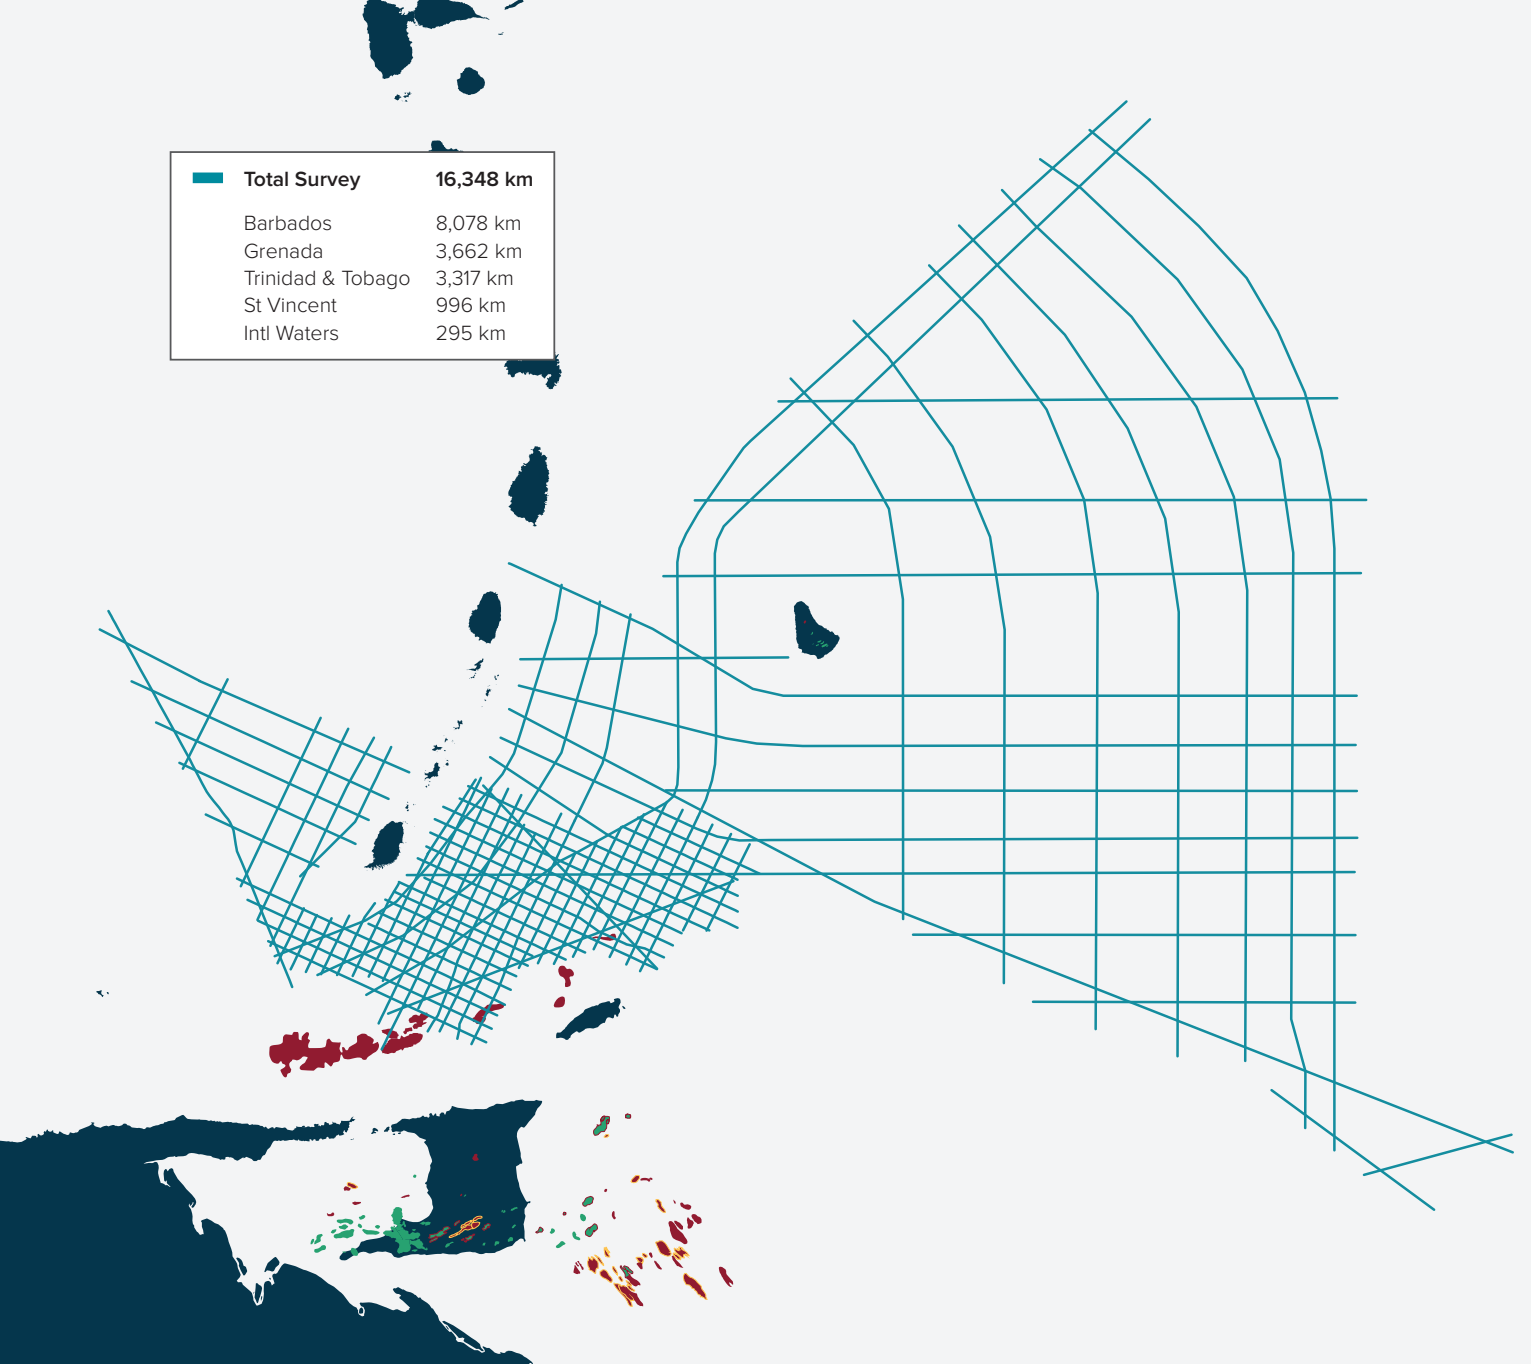 Total Survey 16,348 km
Barbados 8,078 km
Grenada 3,662 km
Trinidad & Tobago 3,317 km
St Vincent 996 km
Intl Waters 295 km